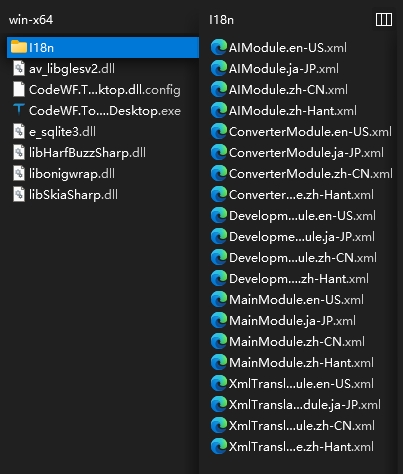 win-x64
I18n
av_libglesv2.dll
CodeWF.T...ktop.dll.config
CodeWF.To....Desktop.exe
e_sqlite3.dll
libHarfBuzzSharp.dll
libonigwrap.dll
libSkiaSharp.dll
I18n
AIModule.en-US.xml
AIModule.ja-JP.xml
AIModule.zh-CN.xml
AIModule.zh-Hant.xml
ConverterModule.en-US.xml
ConverterModule.ja-JP.xml
ConverterModule.zh-CN.xml
Converter...e.zh-Hant.xml
Developm...ule.en-US.xml
Developme...ule.ja-JP.xml
Developm...ule.zh-CN.xml
Developm....zh-Hant.xml
MainModule.en-US.xml
MainModule.ja-JP.xml
MainModule.zh-CN.xml
MainModule.zh-Hant.xml
XmlTransl...ule.en-US.xml
XmlTransla...dule.ja-JP.xml
XmlTransl...ule.zh-CN.xml
XmlTransl...e.zh-Hant.xml